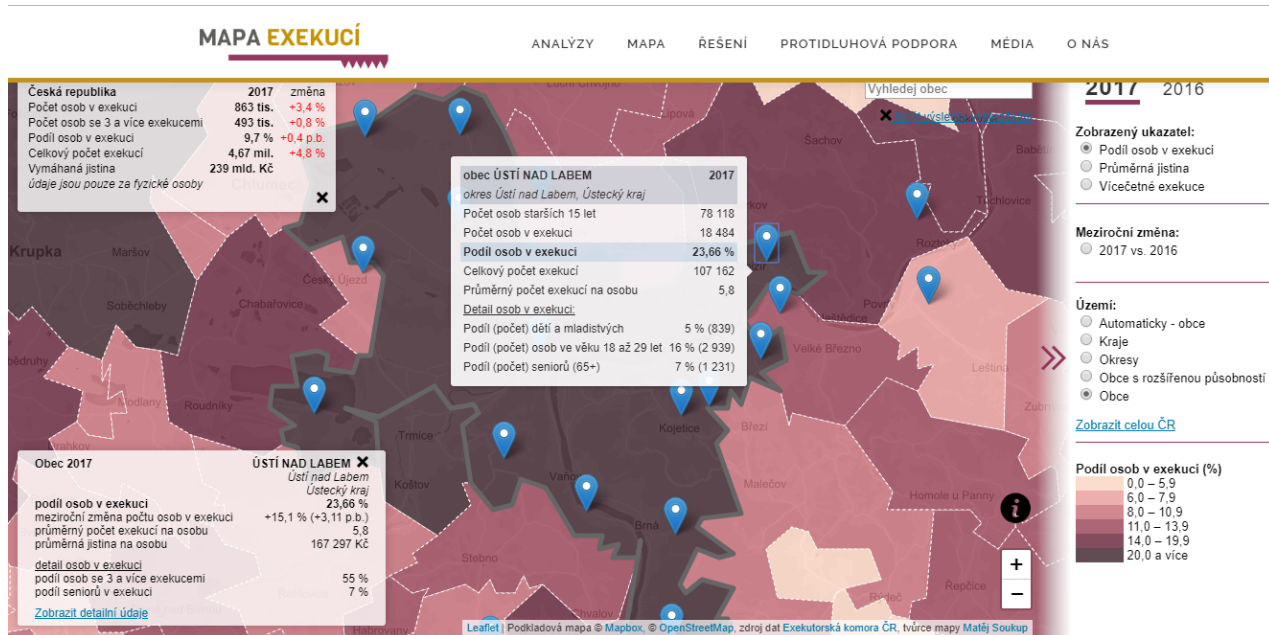 MAPA EXEKUCÍ
ANALÝZY MAPA ŘEŠENÍ PROTIDLUHOVÁ PODPORA MÉDIA O NÁS
Česká republika 2017 změna
Počet osob v exekuci 863 tis. +3,4 %
Počet osob se 3 a více exekucemi 493 tis. +0,8 %
Podíl osob v exekuci 9,7 % +0,4 p.b.
Celkový počet exekucí 4,67 mil. +4,8 %
Vymáhaná jistina 239 mld. Kč
údaje jsou pouze za fyzické osoby
Vyhledej obec
2017 2016
Zobrazený ukazatel:
Podíl osob v exekuci
Průměrná jistina
Vícečetné exekuce
Meziroční změna:
2017 vs. 2016
Území:
Automaticky - obce
Kraje
Okresy
Obce s rozšířenou působností
Obce
Zobrazit celou ČR
Podíl osob v exekuci (%)
0,0 – 5,9
6,0 – 7,9
8,0 – 10,9
11,0 – 13,9
14,0 – 19,9
20,0 a více
obec ÚSTÍ NAD LABEM 2017
okres Ústí nad Labem, Ústecký kraj
Počet osob starších 15 let 78 118
Počet osob v exekuci 18 484
Podíl osob v exekuci 23,66 %
Celkový počet exekucí 107 162
Průměrný počet exekucí na osobu 5,8
Detail osob v exekuci:
Podíl (počet) dětí a mladistvých 5 % (839)
Podíl (počet) osob ve věku 18 až 29 let 16 % (2 939)
Podíl (počet) seniorů (65+) 7 % (1 231)
Lipová
Šachov
Krupka
Maršov
Soběchleby
Český Újezd
Chabařovice
Modlany
Roudníky
Trmice
Koštov
Vaňov
Brná
Kojetice
Březí
Malečov
Velké Březno
Leština
Homole u Panny
Řepčice
Stebno
Chvalov
Habrovany
Obec 2017 ÚSTÍ NAD LABEM
Ústí nad Labem
Ústecký kraj
podíl osob v exekuci 23,66 %
meziroční změna počtu osob v exekuci +15,1 % (+3,11 p.b.)
průměrný počet exekucí na osobu 5,8
průměrná jistina na osobu 167 297 Kč
detail osob v exekuci
podíl osob se 3 a více exekucemi 55 %
podíl seniorů v exekuci 7 %
Zobrazit detailní údaje
+
−
Leaflet | Podkladová mapa © Mapbox, © OpenStreetMap, zdroj dat Exekutorská komora ČR, tvůrce mapy Matěj Soukup